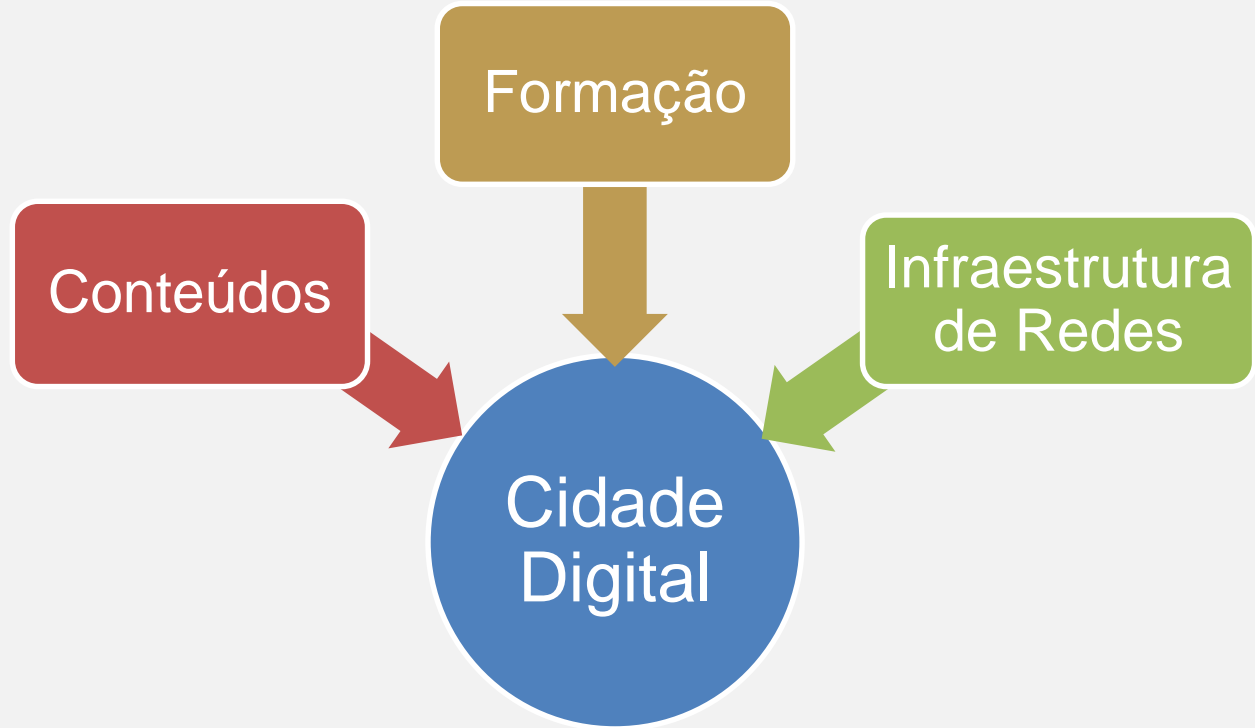 Formação
Conteúdos
Infraestrutura
de Redes
Cidade
Digital